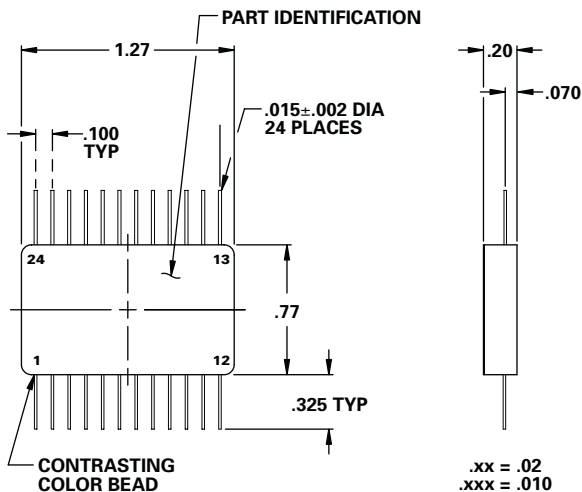 PART IDENTIFICATION
1.27
.20
.070
.015±.002 DIA
24 PLACES
.100
TYP
24
13
.77
1
12
.325 TYP
CONTRASTING
COLOR BEAD
.xx = .02
.xxx = .010